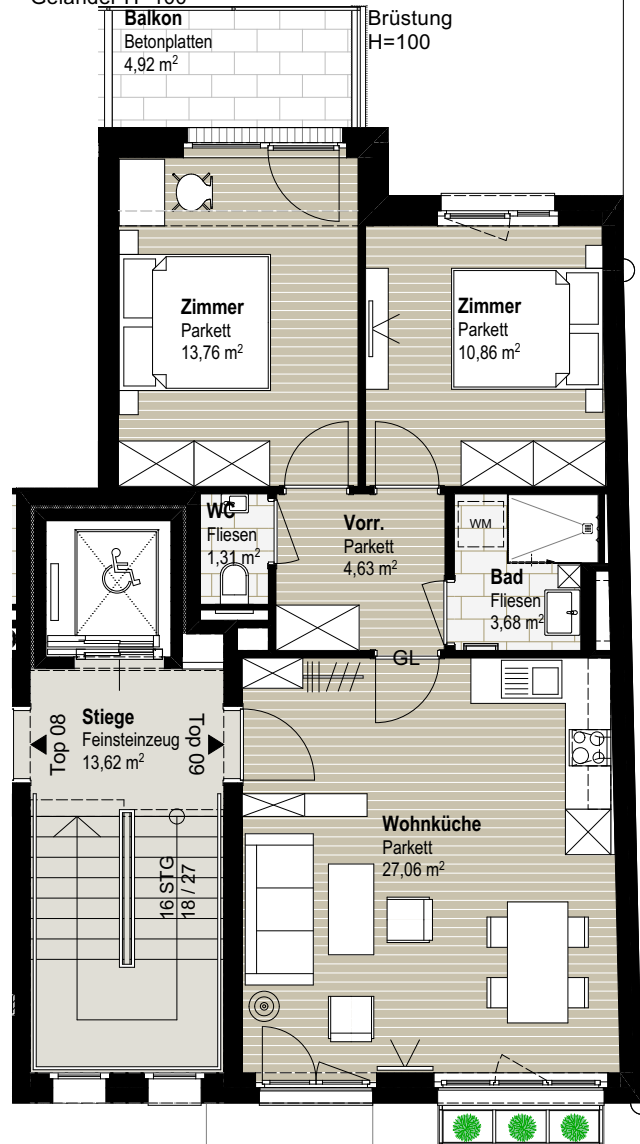 Geländer H=100
Balkon
Betonplatten
4,92 m²
Brüstung
H=100
Zimmer
Parkett
13,76 m²
Zimmer
Parkett
10,86 m²
WC
Fliesen
1,31 m²
Vorr.
Parkett
4,63 m²
WM
Bad
Fliesen
3,68 m²
GL
Stiege
Feinsteinzeug
13,62 m²
Top 08
Top 09
Wohnküche
Parkett
27,06 m²
16 STG
18 / 27